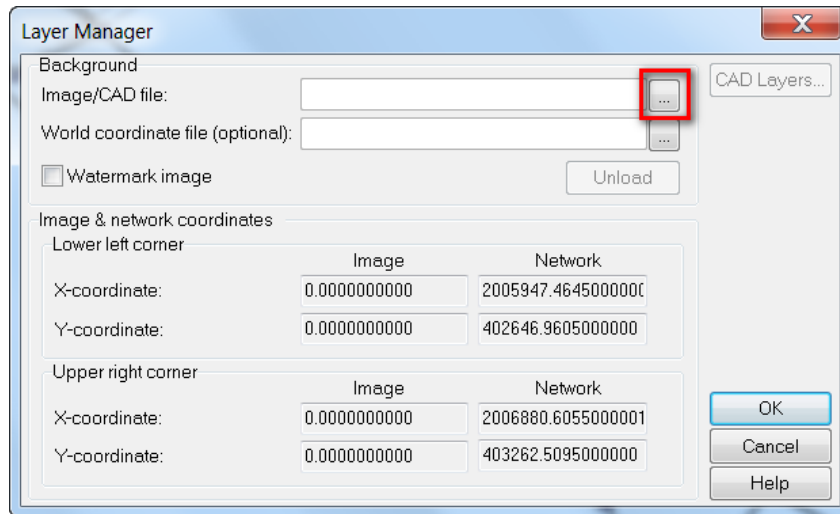 Layer Manager
Background
Image/CAD file:
...
CAD Layers...
World coordinate file (optional):
...
Watermark image
Unload
Image & network coordinates
Lower left corner
Image Network
X-coordinate: 0.0000000000 2005947.4645000000
Y-coordinate: 0.0000000000 402646.9605000000
Upper right corner
Image Network
X-coordinate: 0.0000000000 2006880.6055000001
Y-coordinate: 0.0000000000 403262.5095000000
OK
Cancel
Help